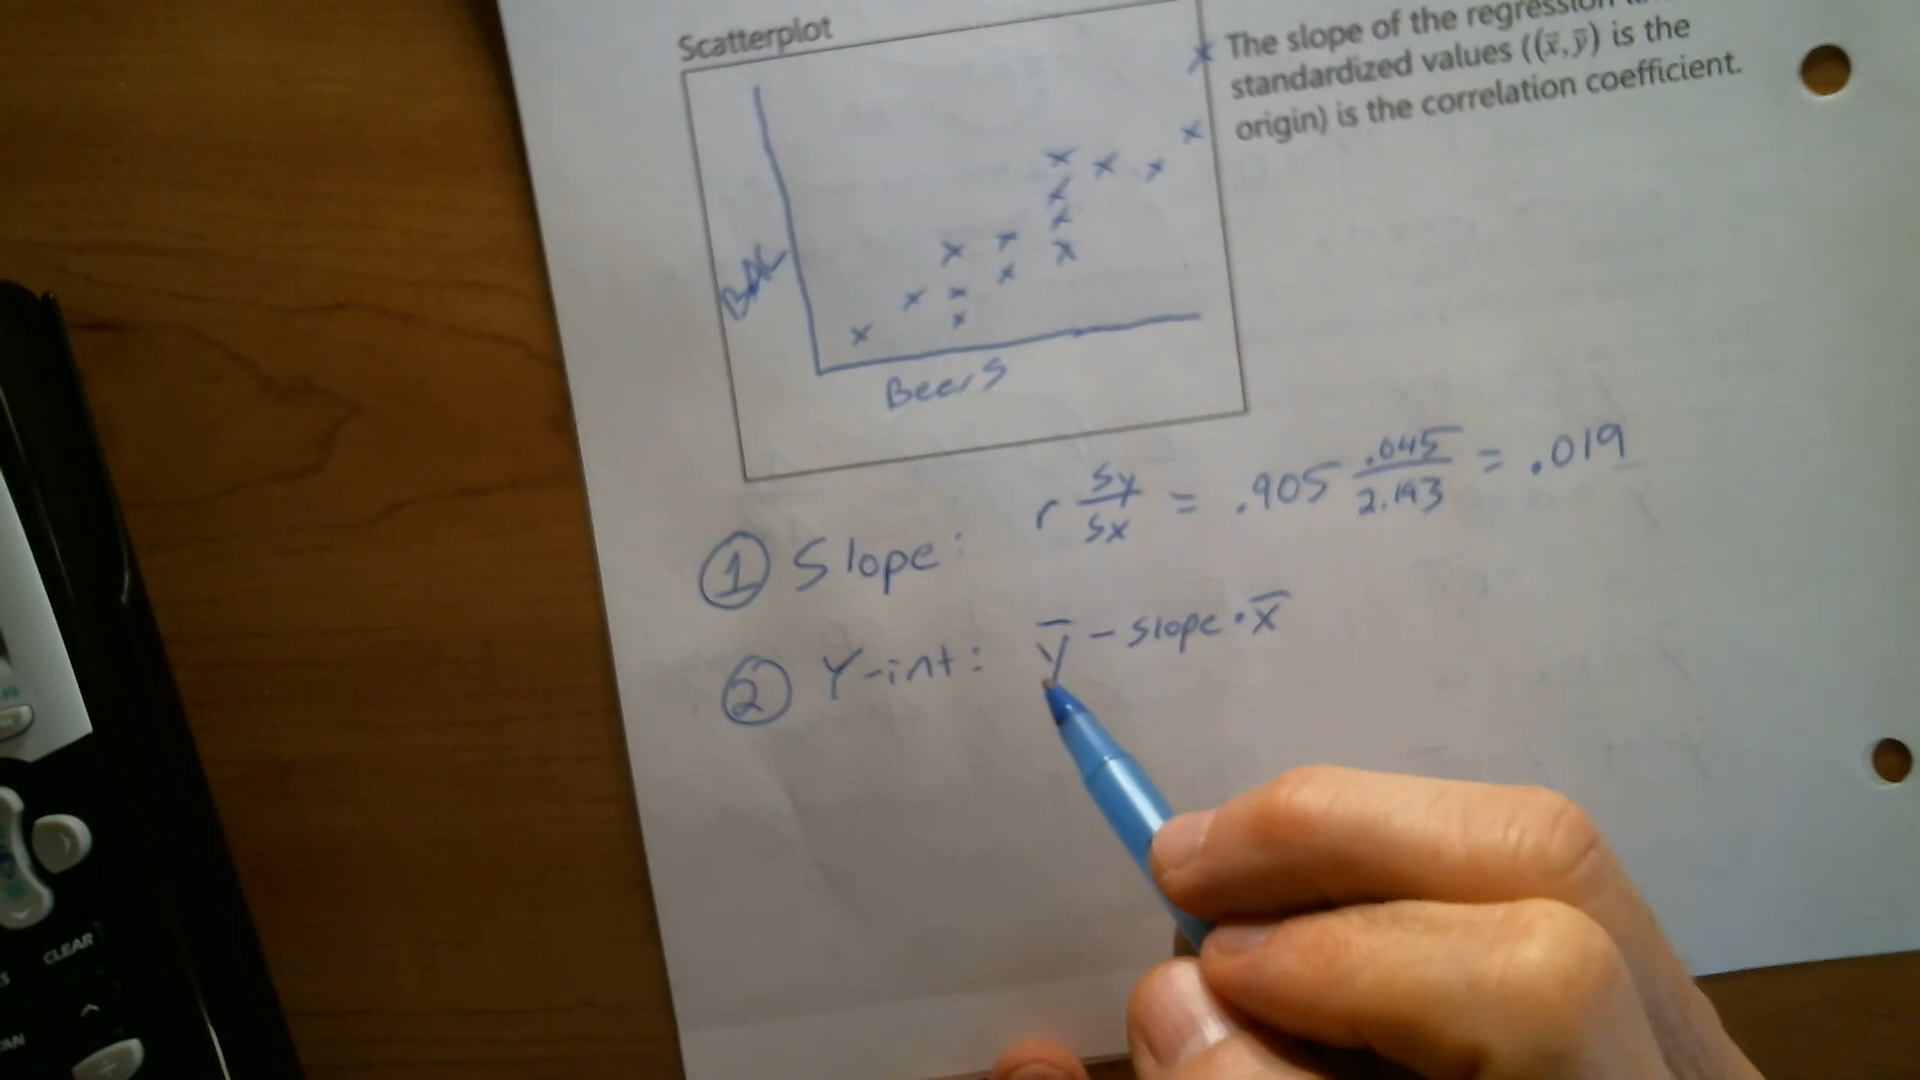 Scatterplot
The slope of the regression
standardized values ((x̄, ȳ) is the
origin) is the correlation coefficient.
BAC
Beers
① Slope: r Sy/Sx = .905 .045/2.193 = .019
② Y-int: ȳ - slope · x̄
CLEAR